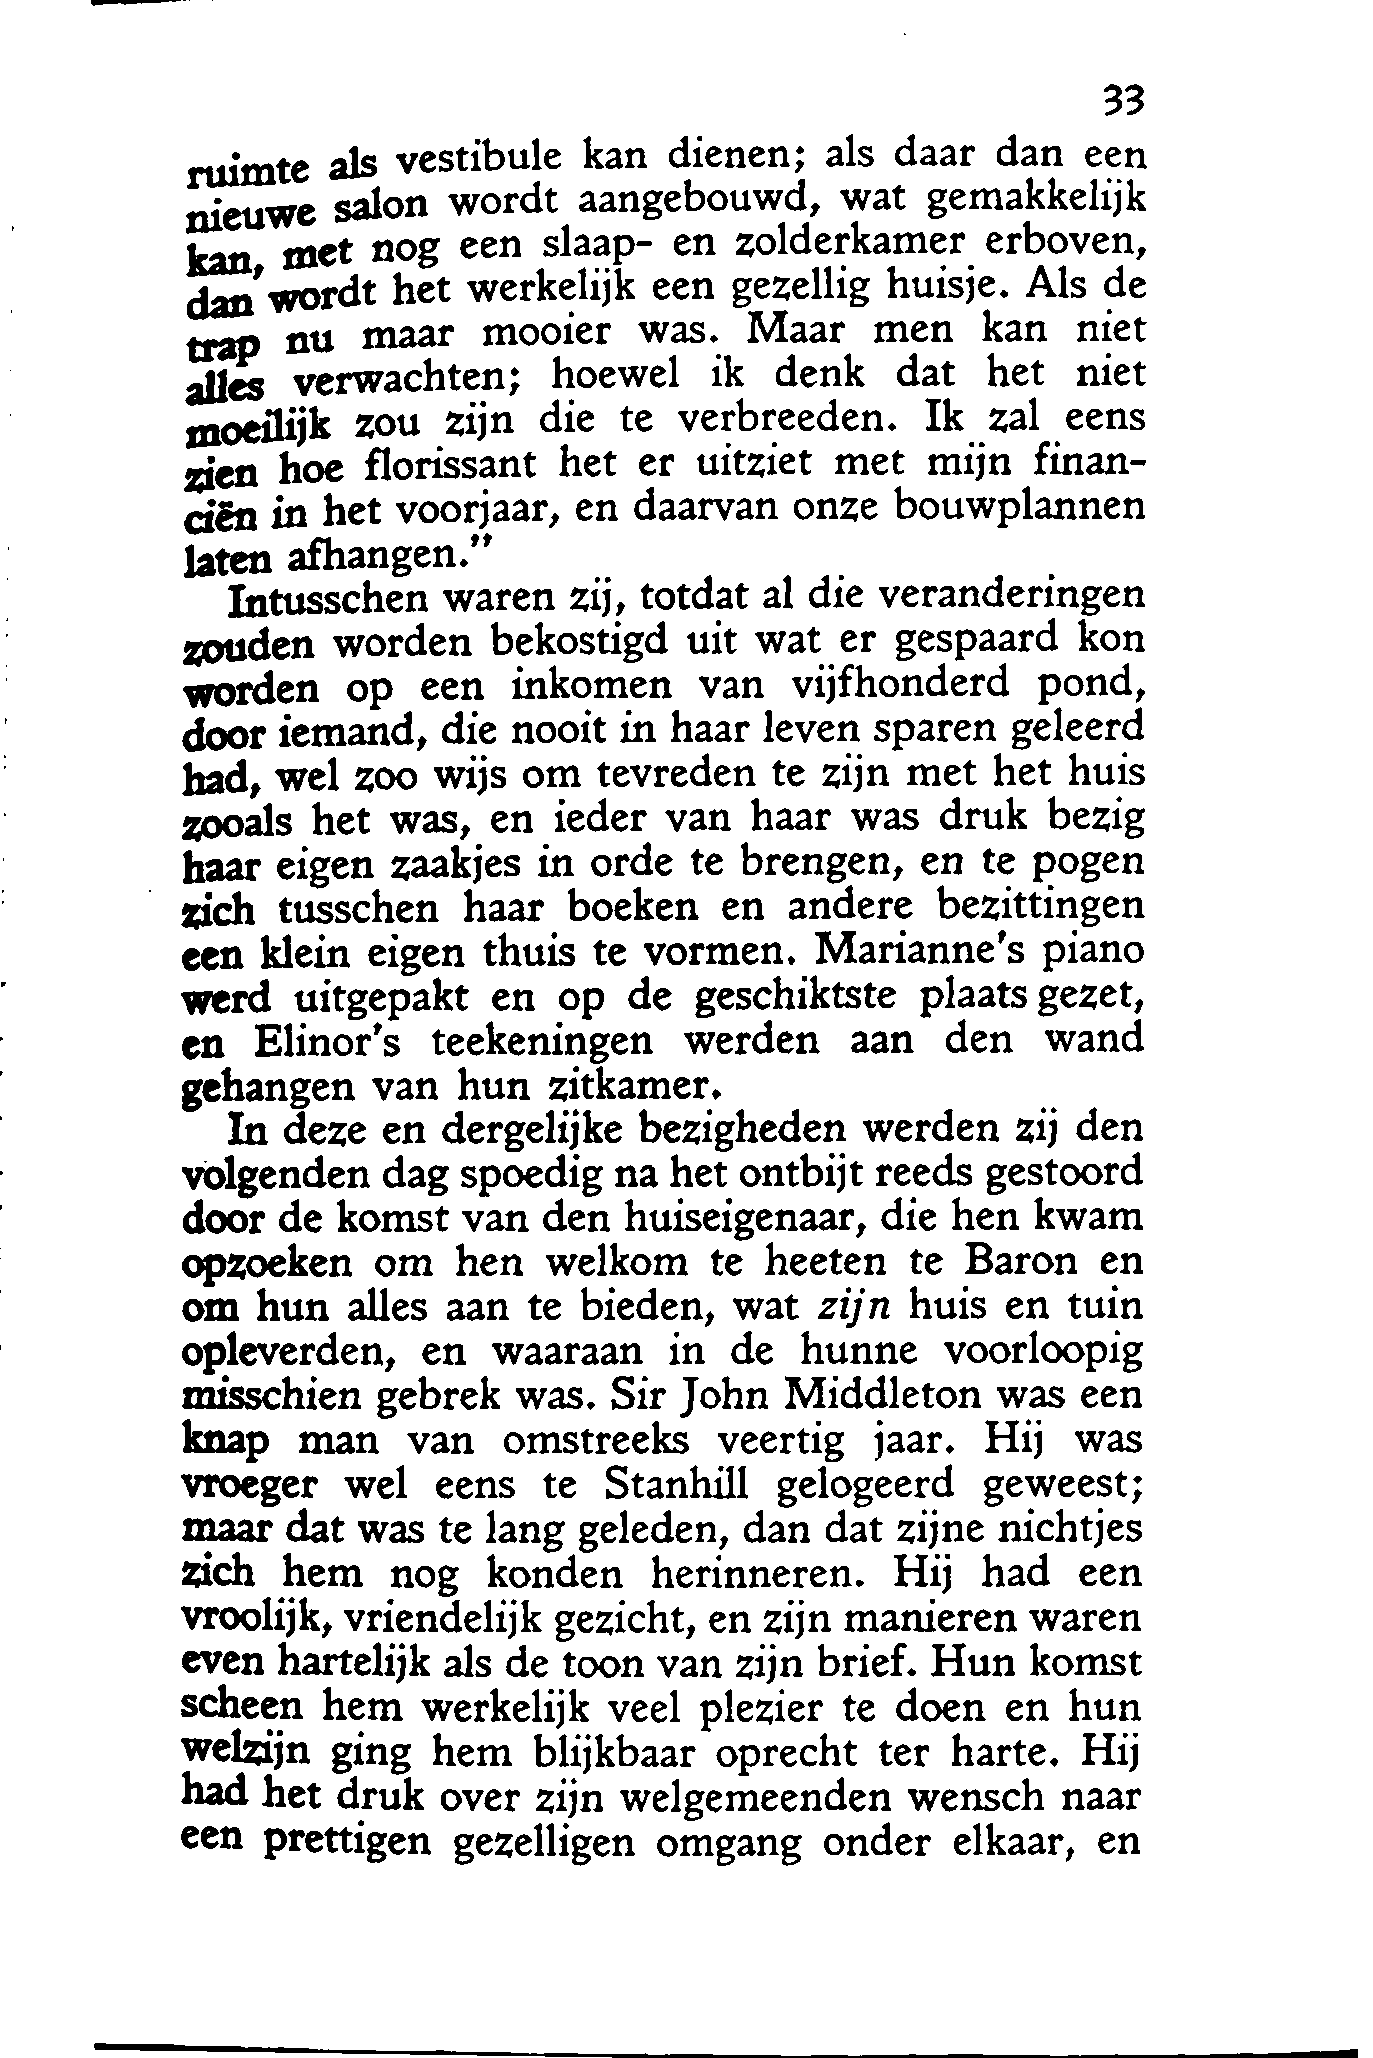 33
ruimte als vestibule kan dienen; als daar dan een
nieuwe salon wordt aangebouwd, wat gemakkelijk
kan, met nog een slaap- en zolderkamer erboven,
dan wordt het werkelijk een gezellig huisje. Als de
trap nu maar mooier was. Maar men kan niet
alles verwachten; hoewel ik denk dat het niet
moeilijk zou zijn die te verbreeden. Ik zal eens
zien hoe florissant het er uitziet met mijn finan-
ciën in het voorjaar, en daarvan onze bouwplannen
laten afhangen."
Intusschen waren zij, totdat al die veranderingen
zouden worden bekostigd uit wat er gespaard kon
worden op een inkomen van vijfhonderd pond,
door iemand, die nooit in haar leven sparen geleerd
had, wel zoo wijs om tevreden te zijn met het huis
zooals het was, en ieder van haar was druk bezig
haar eigen zaakjes in orde te brengen, en te pogen
zich tusschen haar boeken en andere bezittingen
een klein eigen thuis te vormen. Marianne's piano
werd uitgepakt en op de geschiktste plaats gezet,
en Elinor's teekeningen werden aan den wand
gehangen van hun zitkamer.
In deze en dergelijke bezigheden werden zij den
volgenden dag spoedig na het ontbijt reeds gestoord
door de komst van den huiseigenaar, die hen kwam
opzoeken om hen welkom te heeten te Baron en
om hun alles aan te bieden, wat zijn huis en tuin
opleverden, en waaraan in de hunne voorloopig
misschien gebrek was. Sir John Middleton was een
knap man van omstreeks veertig jaar. Hij was
vroeger wel eens te Stanhill gelogeerd geweest;
maar dat was te lang geleden, dan dat zijne nichtjes
zich hem nog konden herinneren. Hij had een
vroolijk, vriendelijk gezicht, en zijn manieren waren
even hartelijk als de toon van zijn brief. Hun komst
scheen hem werkelijk veel plezier te doen en hun
welzijn ging hem blijkbaar oprecht ter harte. Hij
had het druk over zijn welgemeenden wensch naar
een prettigen gezelligen omgang onder elkaar, en